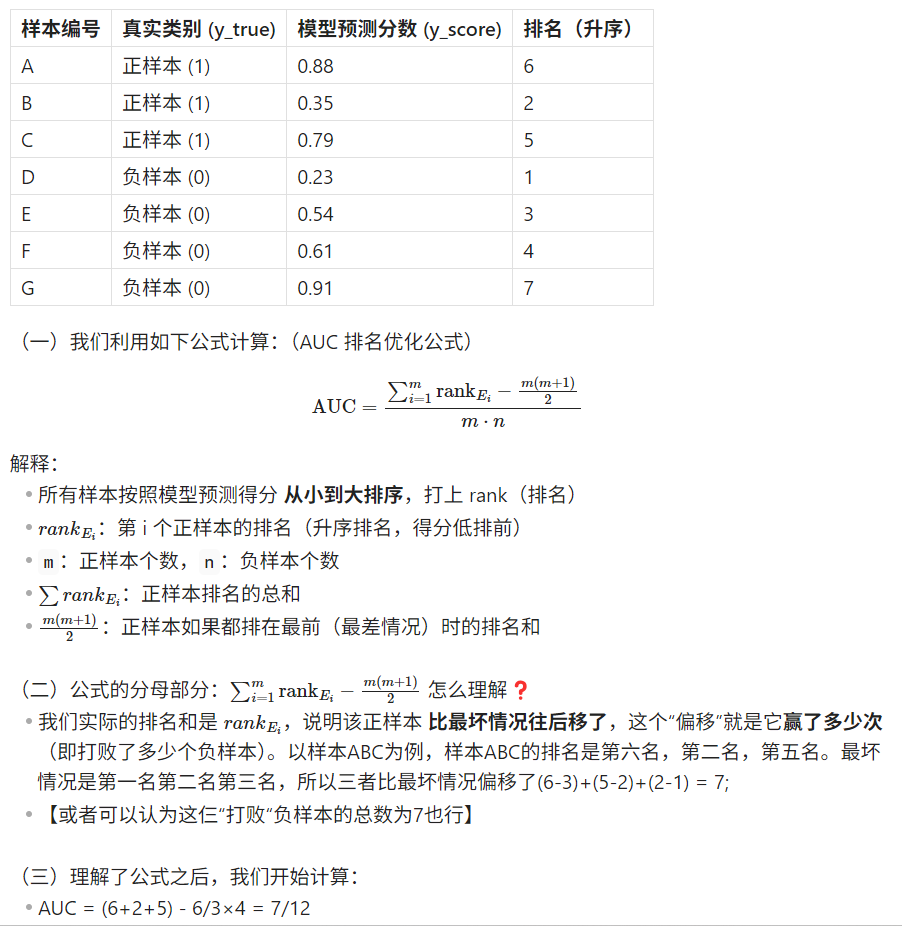 样本编号 真实类别 (y_true) 模型预测分数 (y_score) 排名（升序）
A 正样本 (1) 0.88 6
B 正样本 (1) 0.35 2
C 正样本 (1) 0.79 5
D 负样本 (0) 0.23 1
E 负样本 (0) 0.54 3
F 负样本 (0) 0.61 4
G 负样本 (0) 0.91 7
（一）我们利用如下公式计算：（AUC 排名优化公式）
AUC = \frac{\sum_{i=1}^{m} rank_{E_i} - \frac{m(m+1)}{2}}{m \cdot n}
解释：
• 所有样本按照模型预测得分 从小到大排序，打上 rank（排名）
• rank_{E_i}：第 i 个正样本的排名（升序排名，得分低排前）
• m ：正样本个数， n ：负样本个数
• \sum rank_{E_i}：正样本排名的总和
• \frac{m(m+1)}{2}：正样本如果都排在最前（最差情况）时的排名和
（二）公式的分母部分：\sum_{i=1}^{m} rank_{E_i} - \frac{m(m+1)}{2} 怎么理解❓
• 我们实际的排名和是 rank_{E_i}，说明该正样本 比最坏情况往后移了，这个“偏移”就是它赢了多少次
（即打败了多少个负样本）。以样本ABC为例，样本ABC的排名是第六名，第二名，第五名。最坏
情况是第一名第二名第三名，所以三者比最坏情况偏移了(6-3)+(5-2)+(2-1) = 7;
• 【或者可以认为这仨“打败“负样本的总数为7也行】
（三）理解了公式之后，我们开始计算：
• AUC = (6+2+5) - 6/3×4 = 7/12